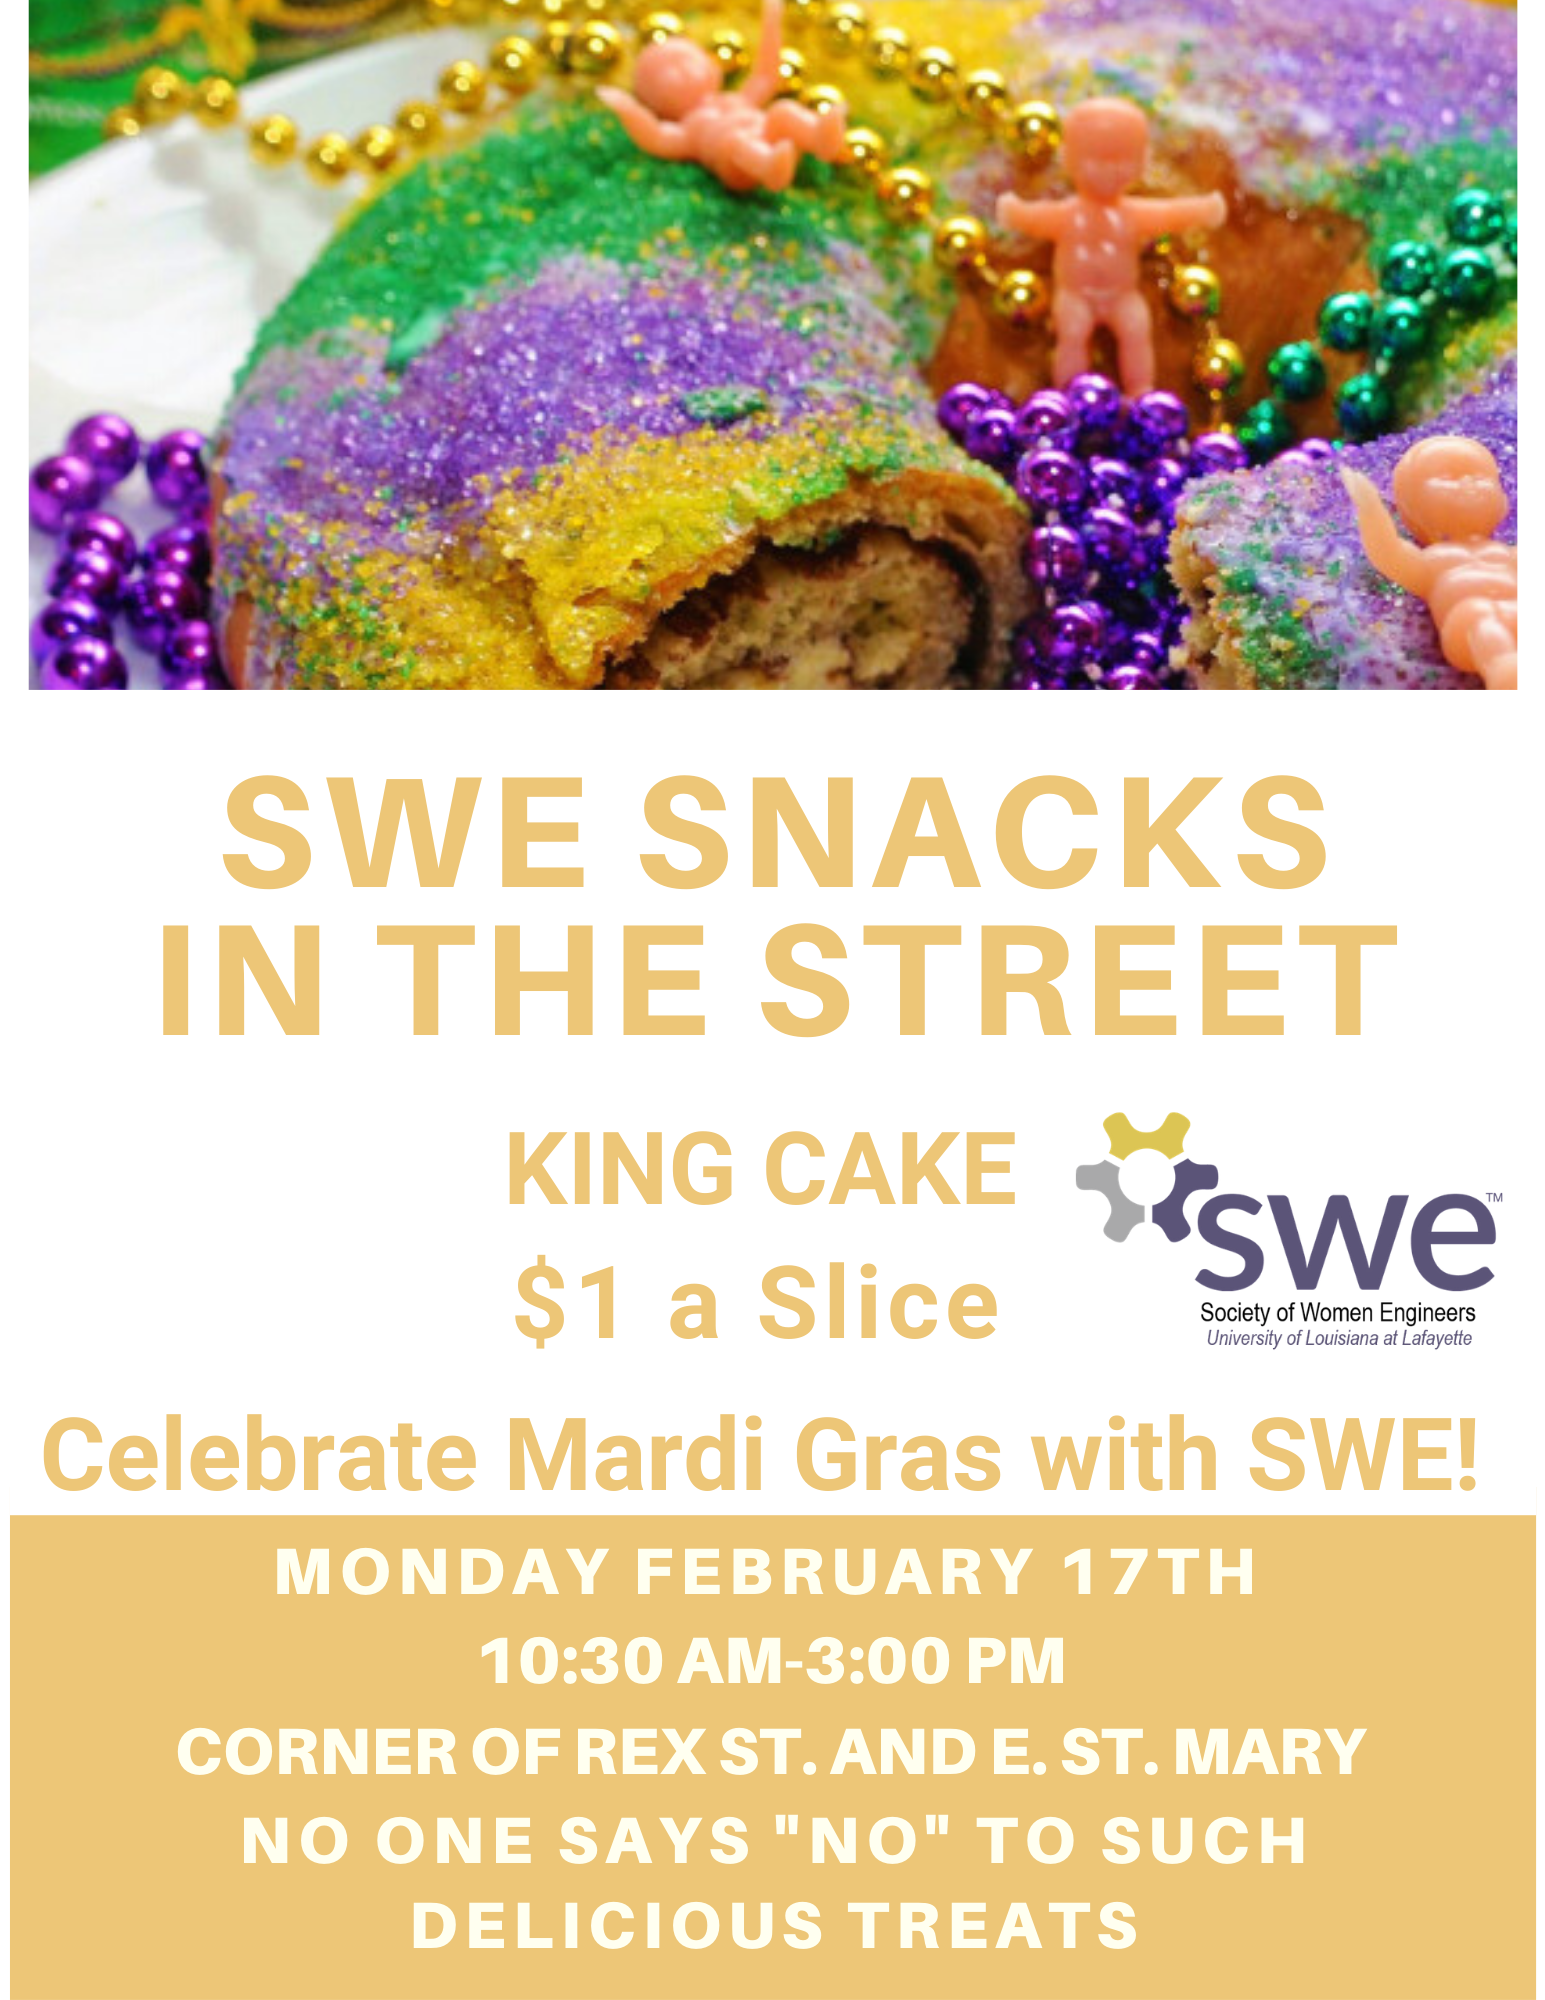 SWE SNACKS
IN THE STREET
KING CAKE
$1 a Slice
swe™
Society of Women Engineers
University of Louisiana at Lafayette
Celebrate Mardi Gras with SWE!
MONDAY FEBRUARY 17TH
10:30 AM-3:00 PM
CORNER OF REX ST. AND E. ST. MARY
NO ONE SAYS "NO" TO SUCH
DELICIOUS TREATS